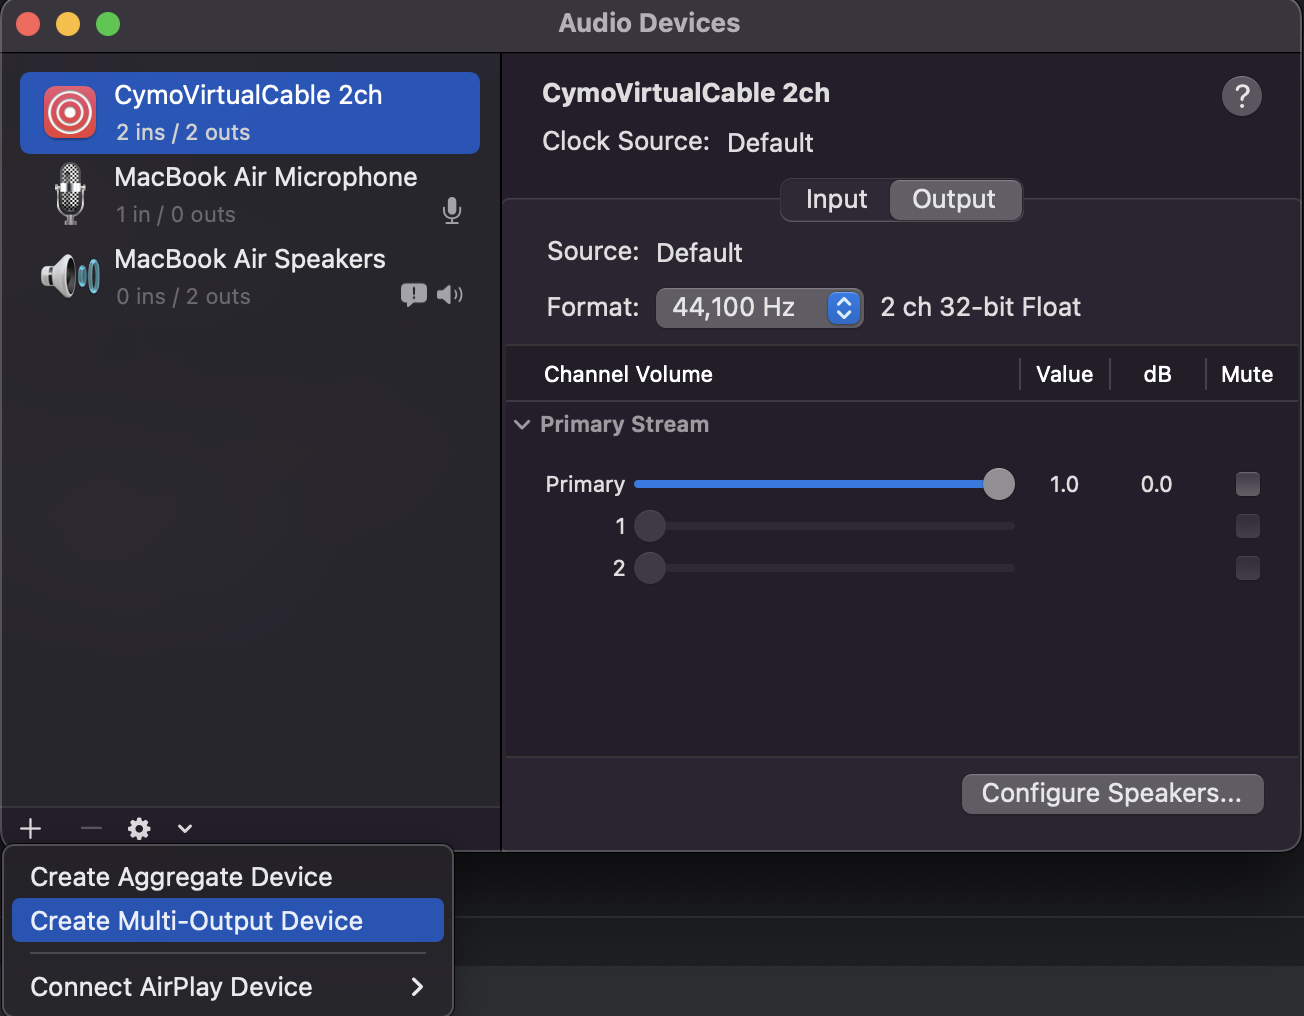 Audio Devices
CymoVirtualCable 2ch
2 ins / 2 outs
MacBook Air Microphone
1 in / 0 outs
MacBook Air Speakers
0 ins / 2 outs
CymoVirtualCable 2ch
?
Clock Source: Default
Input Output
Source: Default
Format: 44,100 Hz 2 ch 32-bit Float
Channel Volume Value dB Mute
Primary Stream
Primary 1.0 0.0
1
2
Configure Speakers...
Create Aggregate Device
Create Multi-Output Device
Connect AirPlay Device